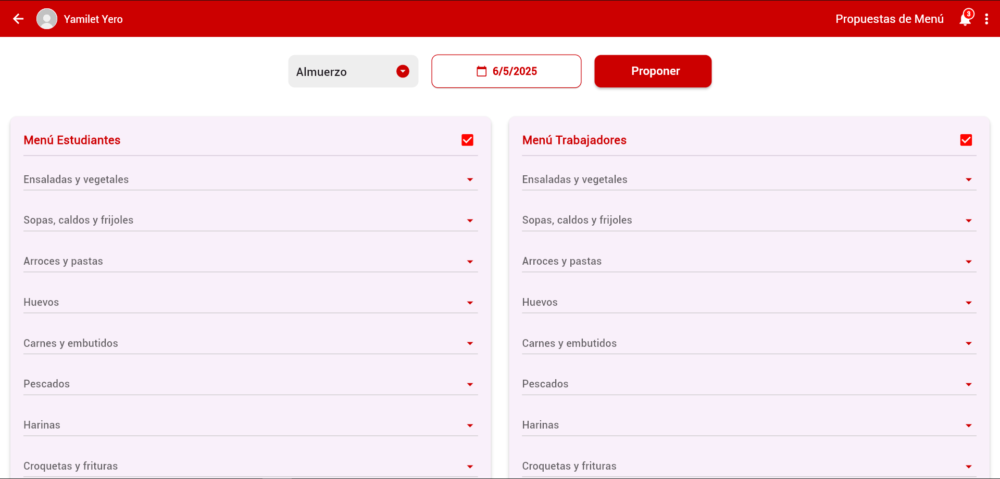 Yamilet Yero
Propuestas de Menú
3
Almuerzo
6/5/2025
Proponer
Menú Estudiantes
Ensaladas y vegetales
Sopas, caldos y frijoles
Arroces y pastas
Huevos
Carnes y embutidos
Pescados
Harinas
Croquetas y frituras
Menú Trabajadores
Ensaladas y vegetales
Sopas, caldos y frijoles
Arroces y pastas
Huevos
Carnes y embutidos
Pescados
Harinas
Croquetas y frituras